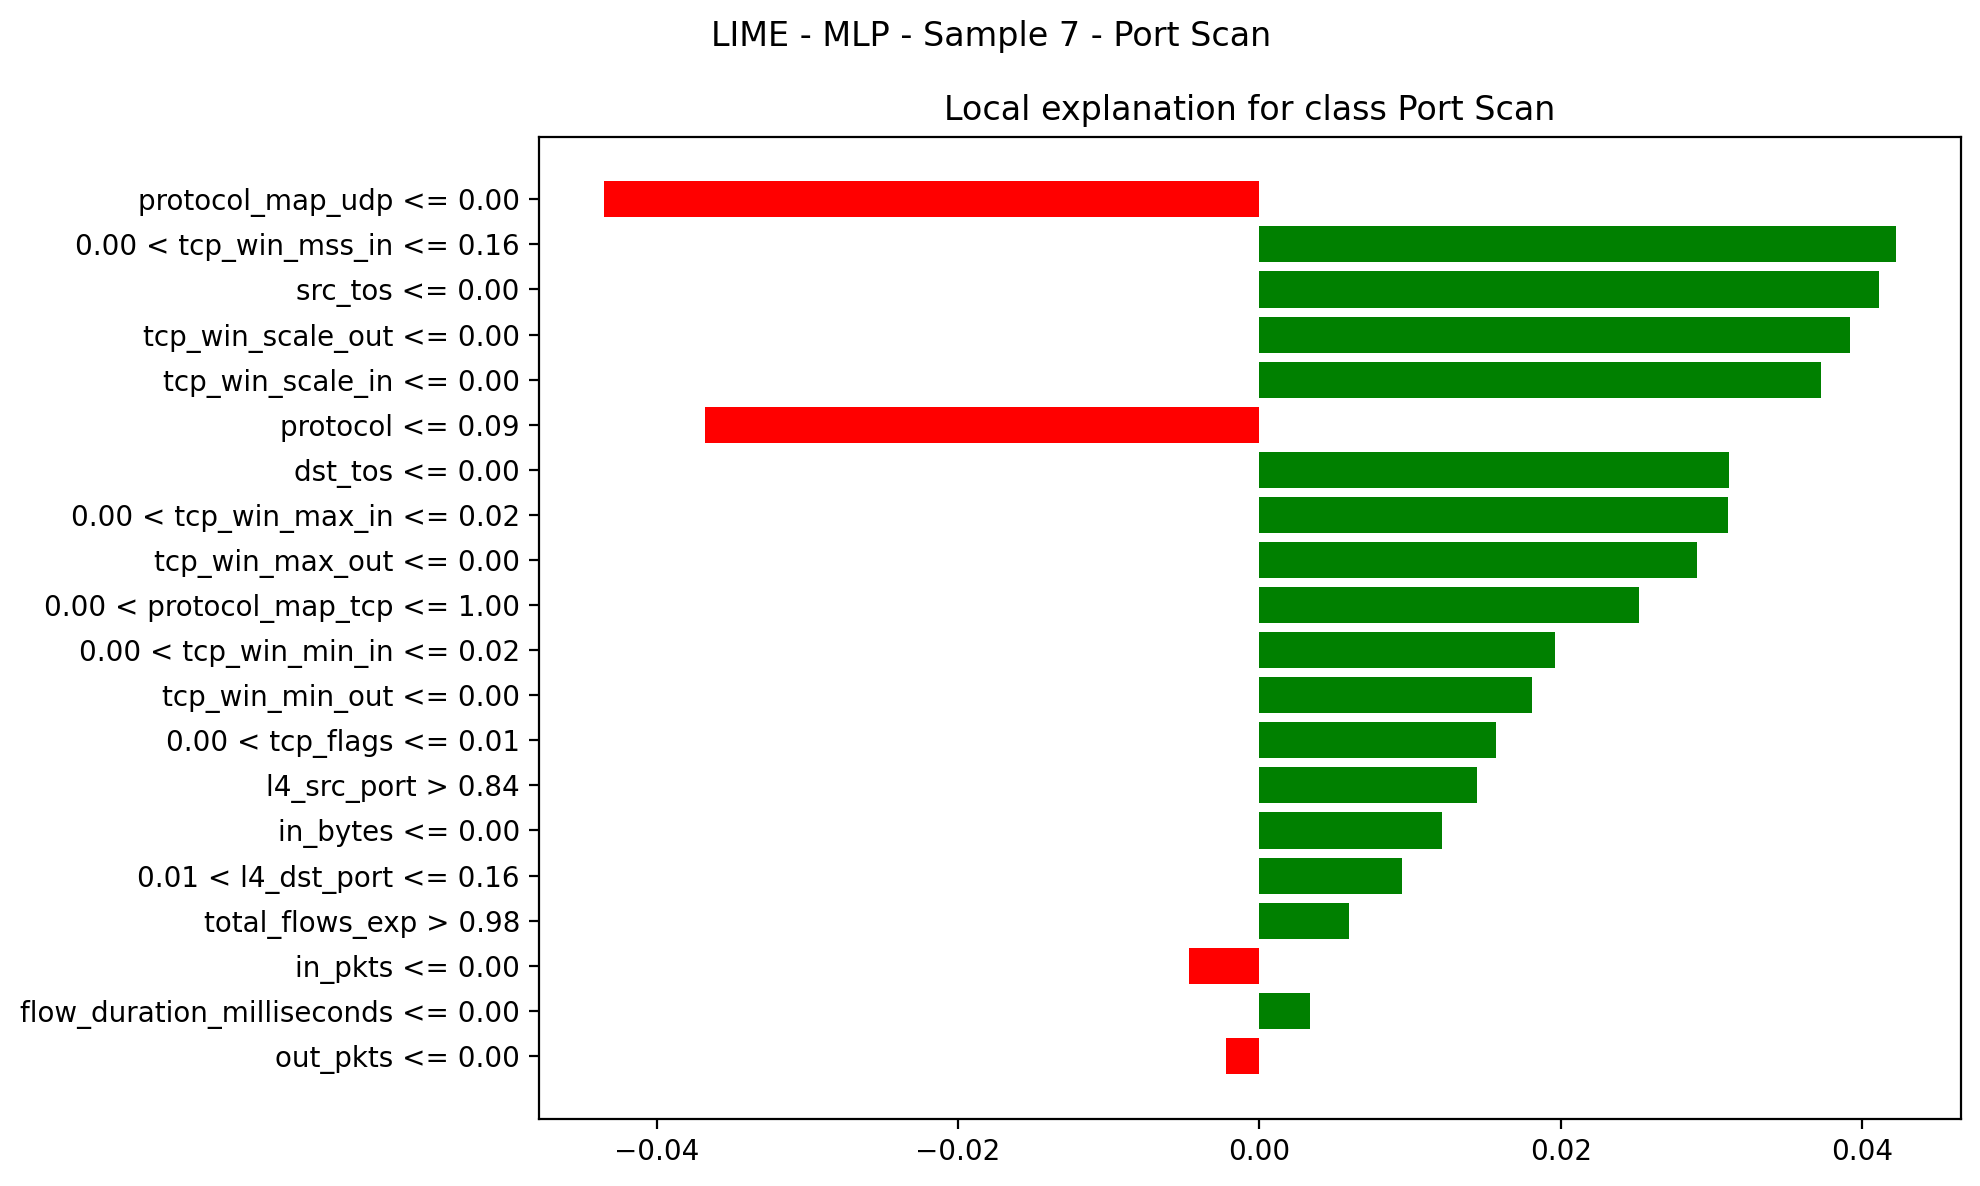 LIME - MLP - Sample 7 - Port Scan
Local explanation for class Port Scan
protocol_map_udp <= 0.00
0.00 < tcp_win_mss_in <= 0.16
src_tos <= 0.00
tcp_win_scale_out <= 0.00
tcp_win_scale_in <= 0.00
protocol <= 0.09
dst_tos <= 0.00
0.00 < tcp_win_max_in <= 0.02
tcp_win_max_out <= 0.00
0.00 < protocol_map_tcp <= 1.00
0.00 < tcp_win_min_in <= 0.02
tcp_win_min_out <= 0.00
0.00 < tcp_flags <= 0.01
l4_src_port > 0.84
in_bytes <= 0.00
0.01 < l4_dst_port <= 0.16
total_flows_exp > 0.98
in_pkts <= 0.00
flow_duration_milliseconds <= 0.00
out_pkts <= 0.00
−0.04 −0.02 0.00 0.02 0.04